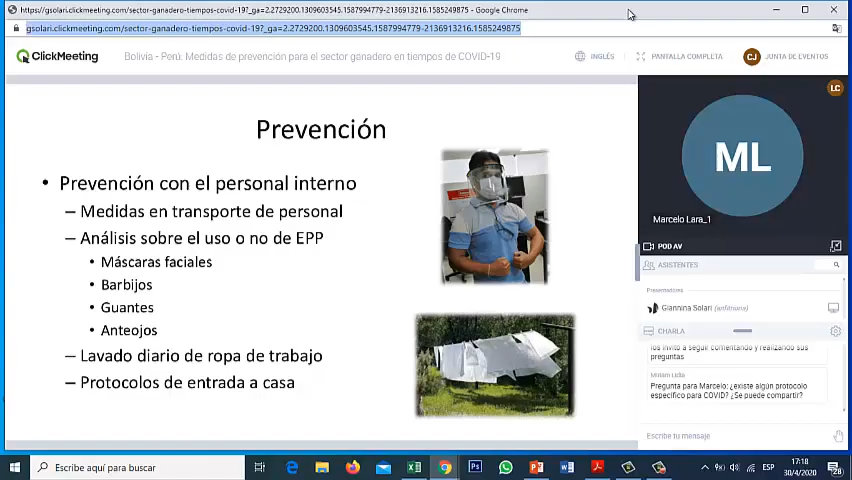 https://gsolari.clickmeeting.com/sector-ganadero-tiempos-covid-19?_ga=2.2729200.1309603545.1587994779-2136913216.1585249875 - Google Chrome
gsolari.clickmeeting.com/sector-ganadero-tiempos-covid-19?_ga=2.2729200.1309603545.1587994779-2136913216.1585249875
ClickMeeting
Bolivia - Perú: Medidas de prevención para el sector ganadero en tiempos de COVID-19
INGLÉS
PANTALLA COMPLETA
CJ
JUNTA DE EVENTOS
Prevención
• Prevención con el personal interno
– Medidas en transporte de personal
– Análisis sobre el uso o no de EPP
• Máscaras faciales
• Barbijos
• Guantes
• Anteojos
– Lavado diario de ropa de trabajo
– Protocolos de entrada a casa
LC
ML
Marcelo Lara_1
POD AV
ASISTENTES
Presentadores
Giannina Solari (anfitriona)
CHARLA
los invito a seguir comentando y realizando sus
preguntas
Miriam Lidia
Pregunta para Marcelo: ¿existe algún protocolo
específico para COVID? ¿Se puede compartir?
Escribe tu mensaje
Escribe aquí para buscar
ESP
17:18
30/4/2020
28